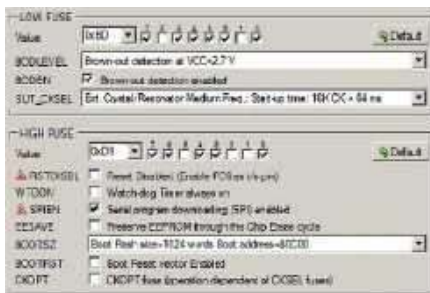 LOW FUSE
Value 0xBD Default
BODLEVEL Brown-out detection at VCC=2.7 V
BODEN Brown-out detection enabled
SUT_CKSEL Ext. Crystal/Resonator Medium Freq.; Start-up time: 16K CK + 64 ms
HIGH FUSE
Value 0xD1 Default
RSTDISBL Reset Disabled (Enable PC6 as i/o pin)
WTDON Watch-dog Timer always on
SPIEN Serial program downloading (SPI) enabled
EESAVE Preserve EEPROM through the Chip Erase cycle
BOOTSZ Boot Flash size=1024 words Boot address=$0C00
BOOTRST Boot Reset vector Enabled
CKOPT CKOPT fuse (operation dependent of CKSEL fuses)